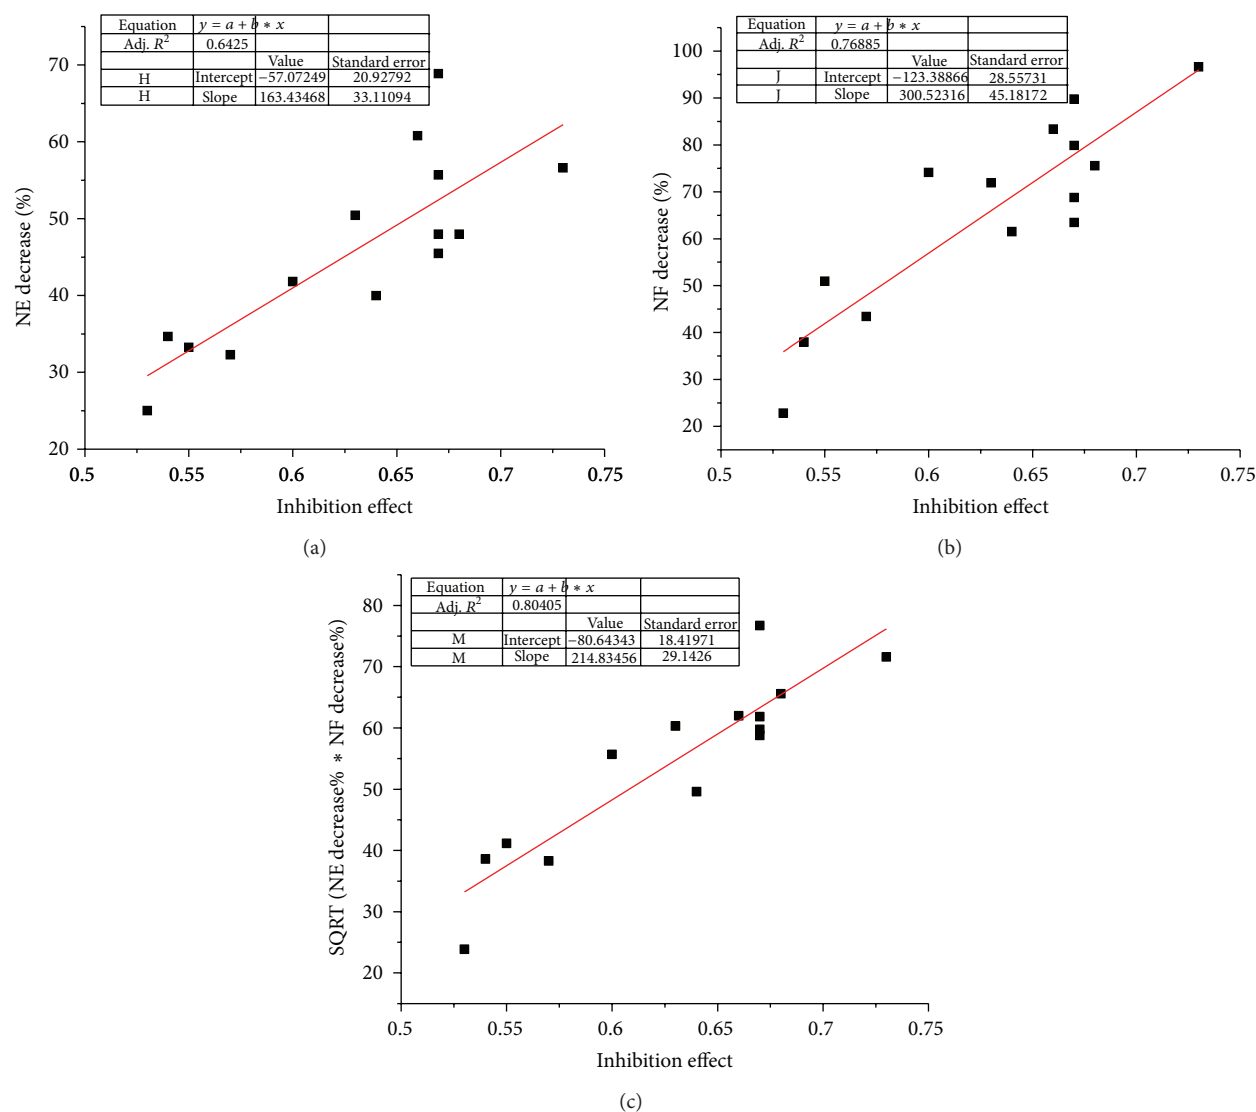 Equation y = a + b ∗ x
Adj. R² 0.6425
Value Standard error
H Intercept −57.07249 20.92792
H Slope 163.43468 33.11094
70
60
50
40
30
20
NE decrease (%)
0.5 0.55 0.6 0.65 0.7 0.75
Inhibition effect
(a)
Equation y = a + b ∗ x
Adj. R² 0.76885
Value Standard error
J Intercept −123.38866 28.55731
J Slope 300.52316 45.18172
100
90
80
70
60
50
40
30
20
NF decrease (%)
0.5 0.55 0.6 0.65 0.7 0.75
Inhibition effect
(b)
Equation y = a + b ∗ x
Adj. R² 0.80405
Value Standard error
M Intercept −80.64343 18.41971
M Slope 214.83456 29.1426
80
70
60
50
40
30
20
SQRT (NE decrease% ∗ NF decrease%)
0.5 0.55 0.6 0.65 0.7 0.75
Inhibition effect
(c)